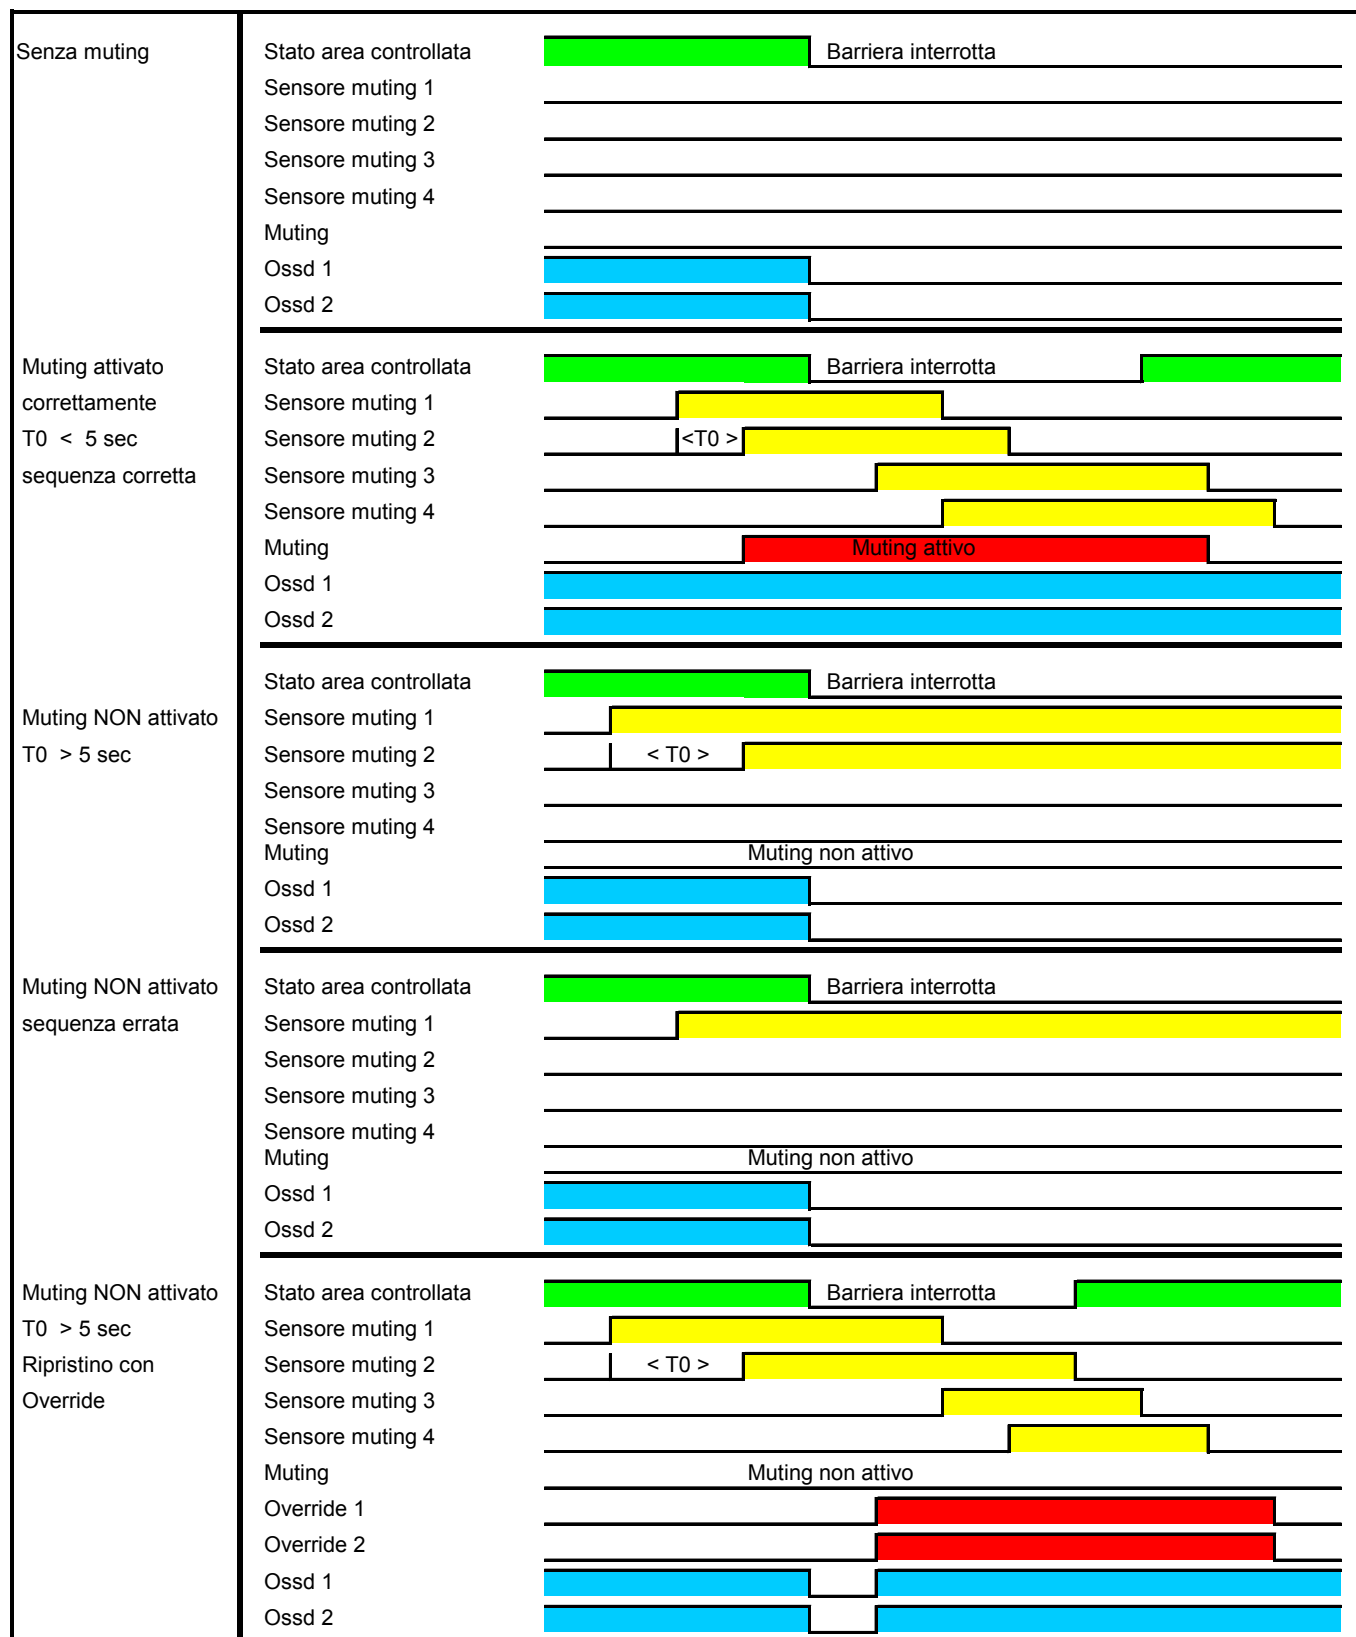 Senza muting
Stato area controllata
Barriera interrotta
Sensore muting 1
Sensore muting 2
Sensore muting 3
Sensore muting 4
Muting
Ossd 1
Ossd 2
Muting attivato
Stato area controllata
Barriera interrotta
correttamente
Sensore muting 1
T0 < 5 sec
Sensore muting 2
<T0 >
sequenza corretta
Sensore muting 3
Sensore muting 4
Muting
Muting attivo
Ossd 1
Ossd 2
Stato area controllata
Barriera interrotta
Muting NON attivato
Sensore muting 1
T0 > 5 sec
Sensore muting 2
< T0 >
Sensore muting 3
Sensore muting 4
Muting
Muting non attivo
Ossd 1
Ossd 2
Muting NON attivato
Stato area controllata
Barriera interrotta
sequenza errata
Sensore muting 1
Sensore muting 2
Sensore muting 3
Sensore muting 4
Muting
Muting non attivo
Ossd 1
Ossd 2
Muting NON attivato
Stato area controllata
Barriera interrotta
T0 > 5 sec
Sensore muting 1
Ripristino con
Sensore muting 2
< T0 >
Override
Sensore muting 3
Sensore muting 4
Muting
Muting non attivo
Override 1
Override 2
Ossd 1
Ossd 2